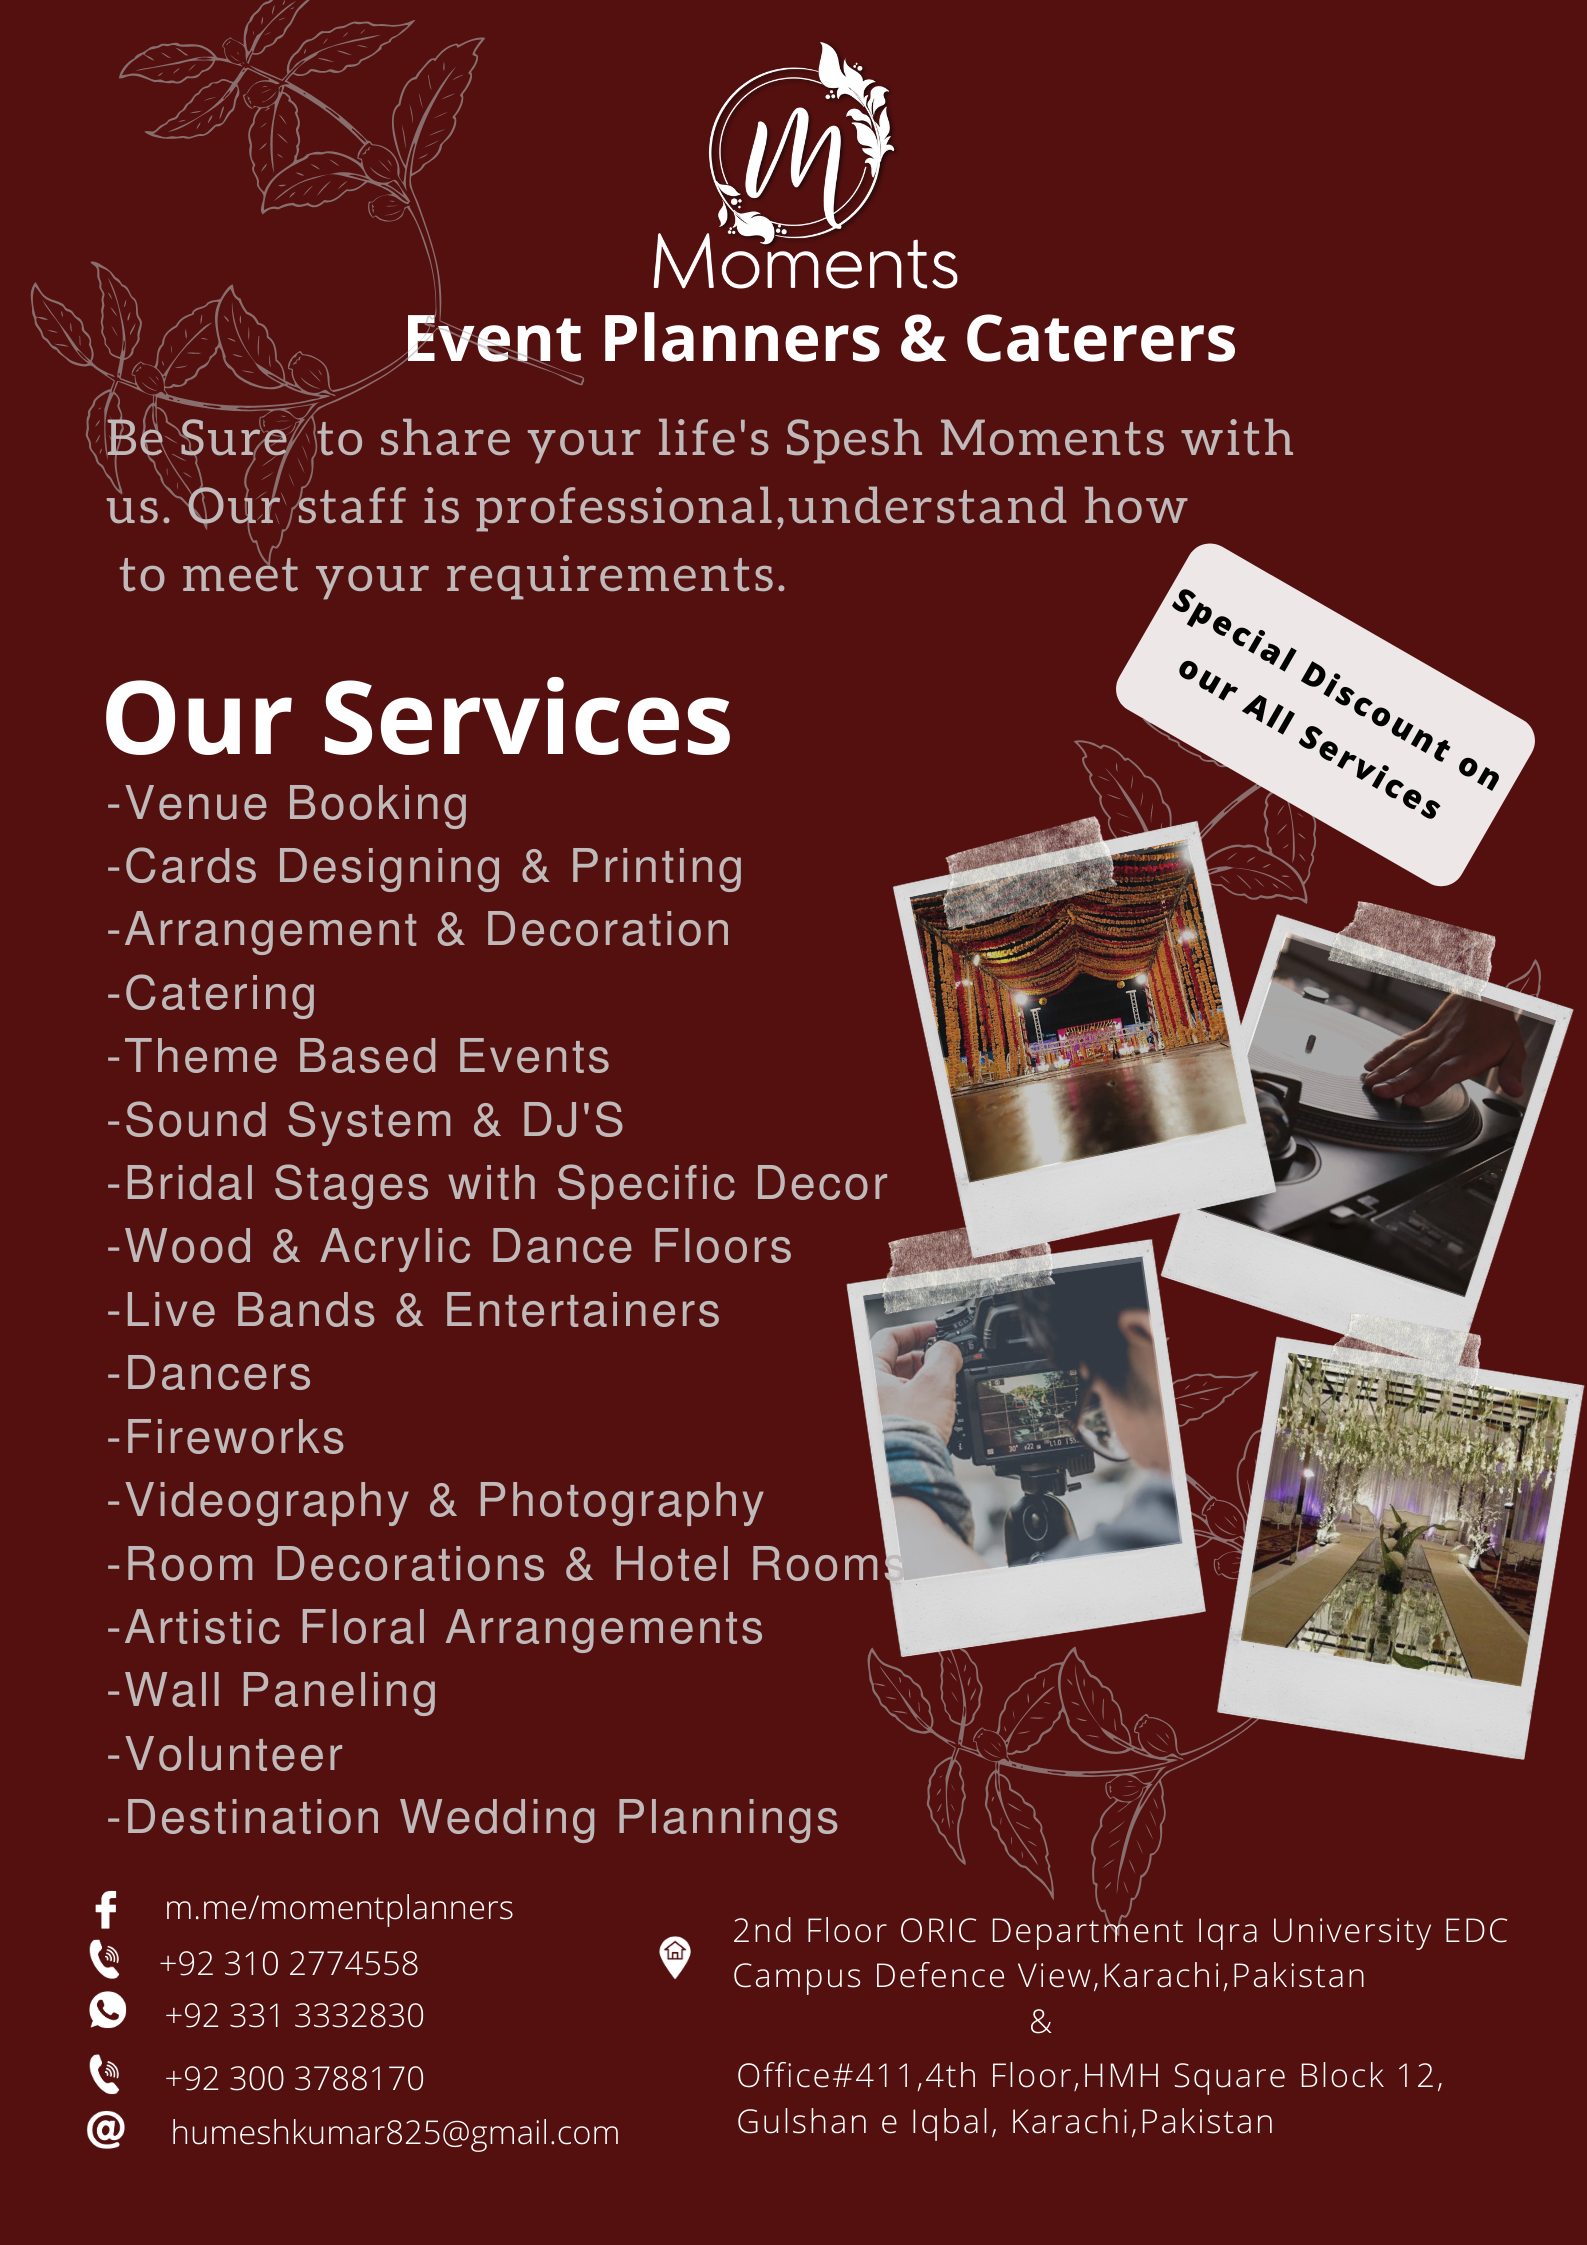 M
Moments
Event Planners & Caterers
Be Sure to share your life's Spesh Moments with
us. Our staff is professional,understand how
to meet your requirements.
Special Discount on
our All Services
Our Services
-Venue Booking
-Cards Designing & Printing
-Arrangement & Decoration
-Catering
-Theme Based Events
-Sound System & DJ'S
-Bridal Stages with Specific Decor
-Wood & Acrylic Dance Floors
-Live Bands & Entertainers
-Dancers
-Fireworks
-Videography & Photography
-Room Decorations & Hotel Rooms
-Artistic Floral Arrangements
-Wall Paneling
-Volunteer
-Destination Wedding Plannings
m.me/momentplanners
+92 310 2774558
+92 331 3332830
+92 300 3788170
humeshkumar825@gmail.com
2nd Floor ORIC Department Iqra University EDC
Campus Defence View,Karachi,Pakistan
&
Office#411,4th Floor,HMH Square Block 12,
Gulshan e Iqbal, Karachi,Pakistan